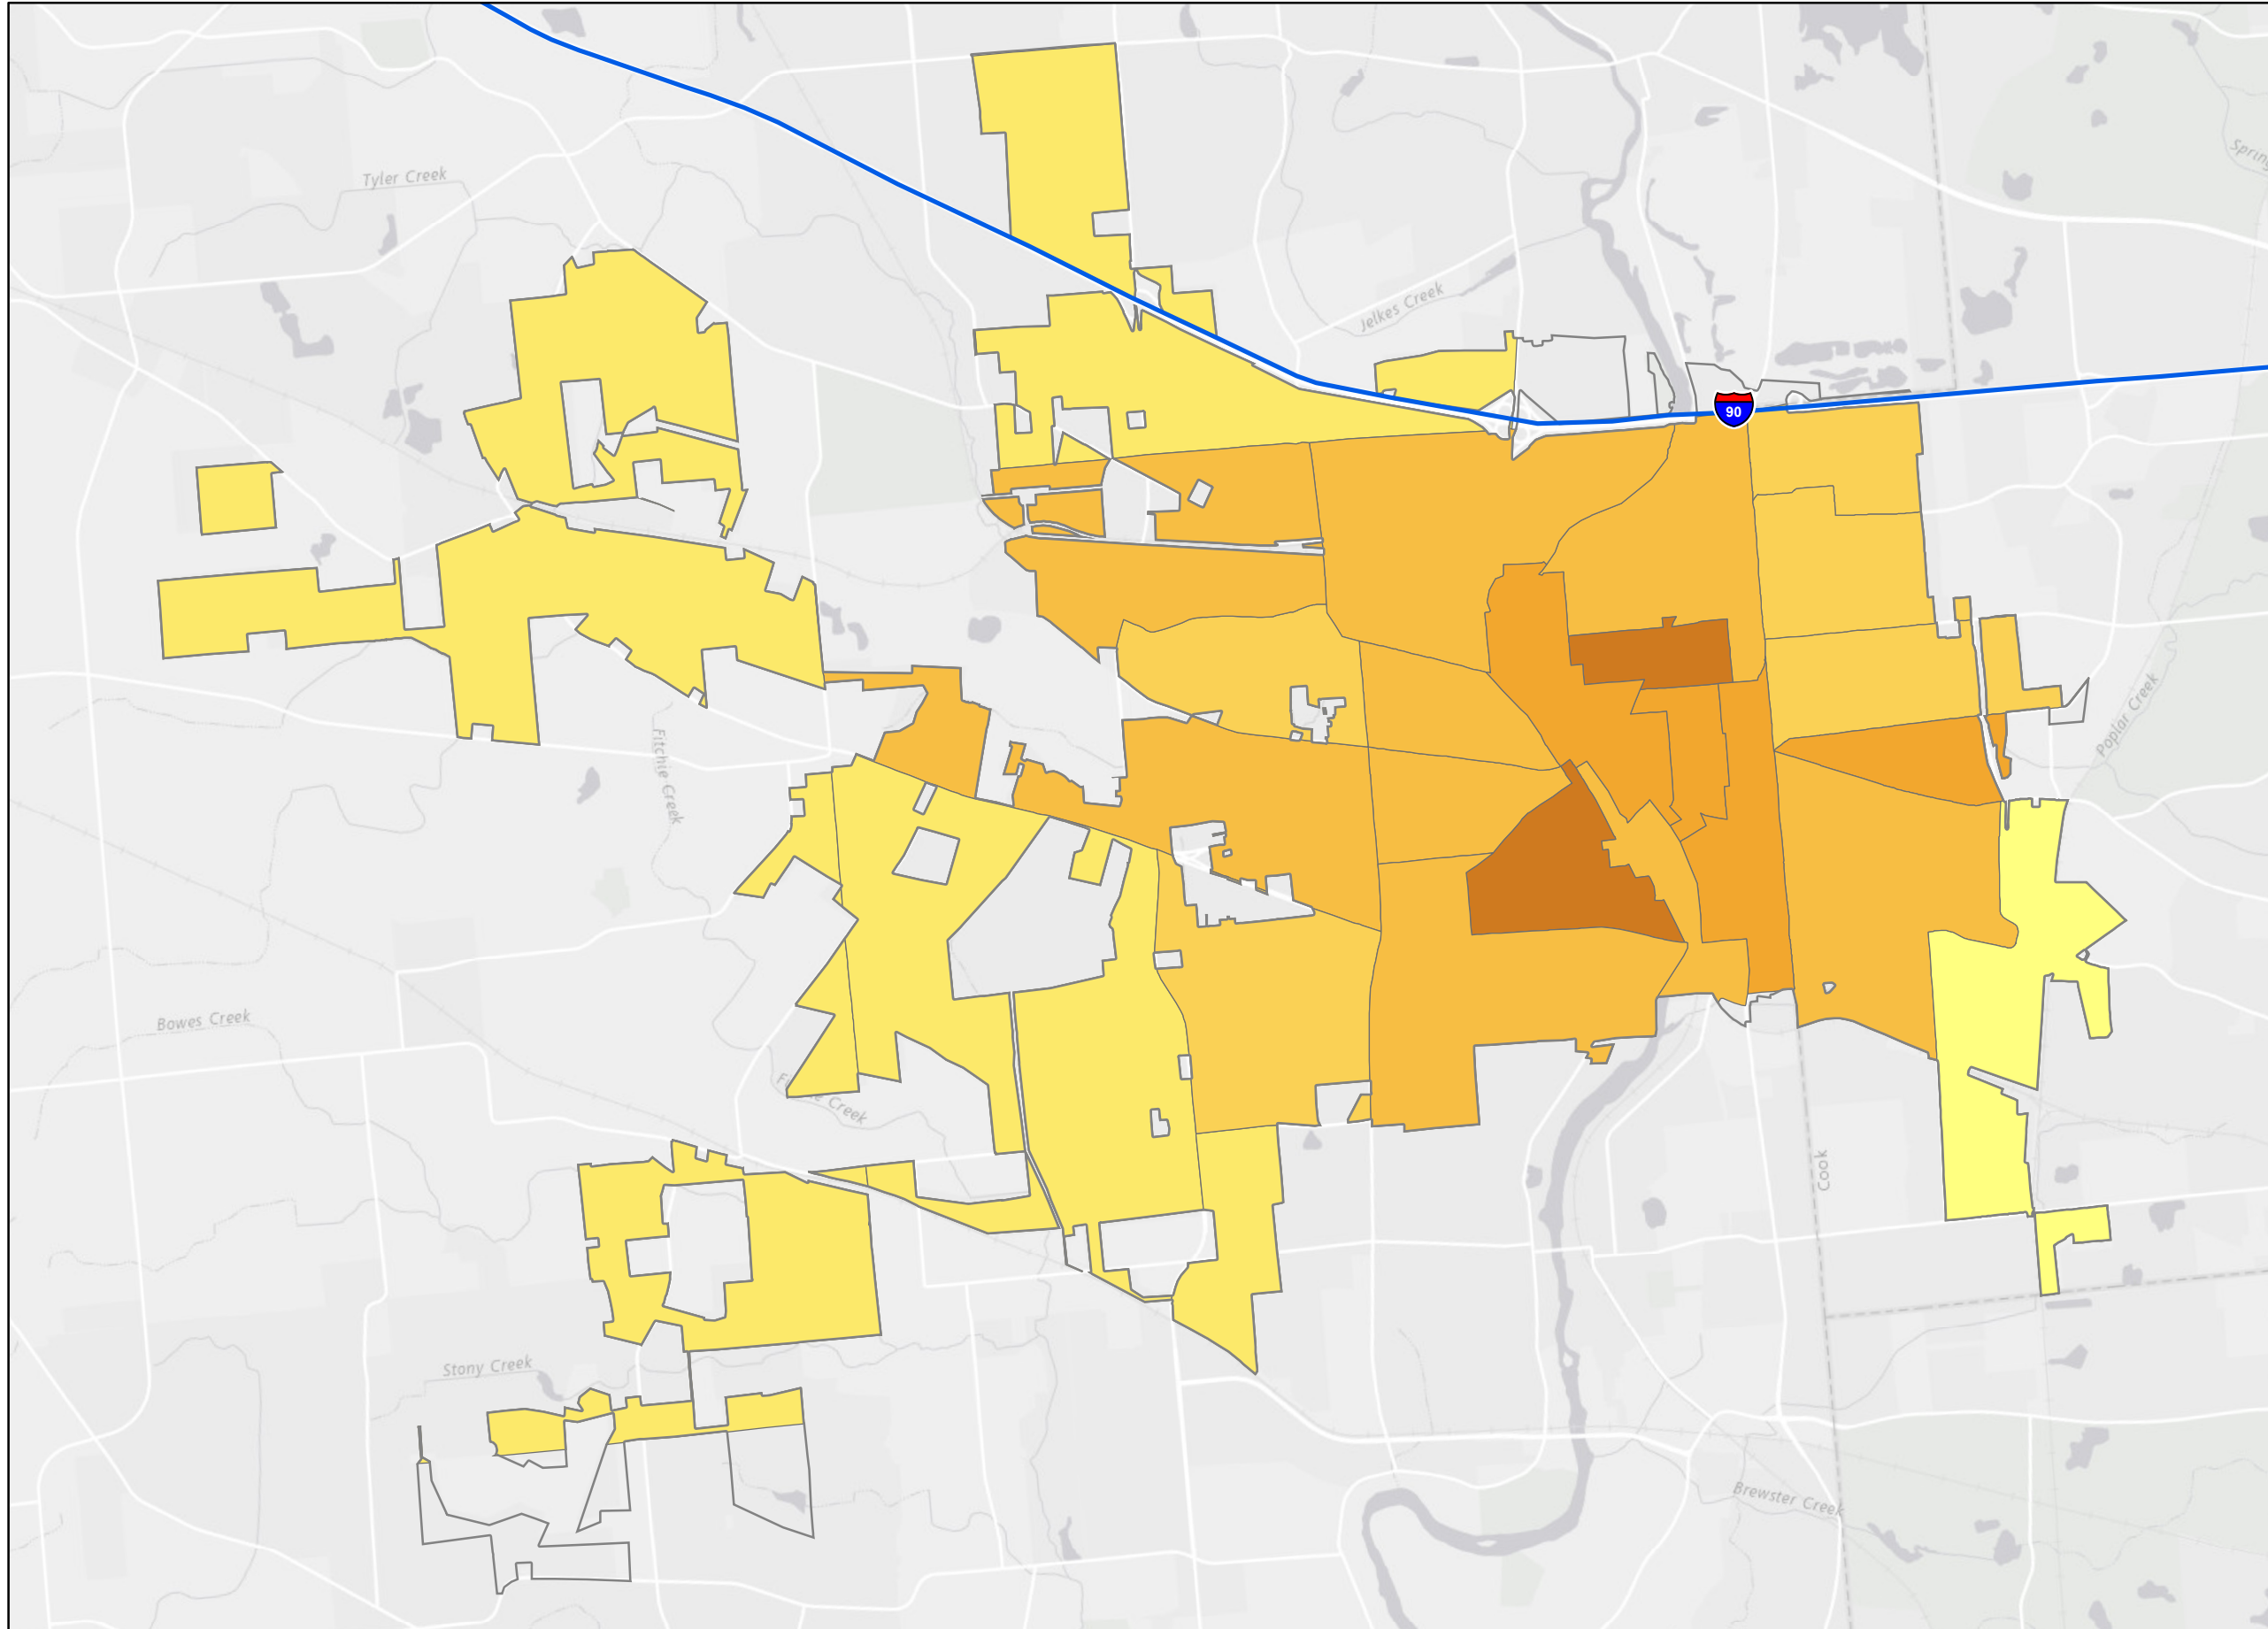 Spring
Tyler Creek
Jelkes Creek
90
Fitchie Creek
Poplar Creek
Bowes Creek
Creek
Cook
Stony Creek
Brewster Creek